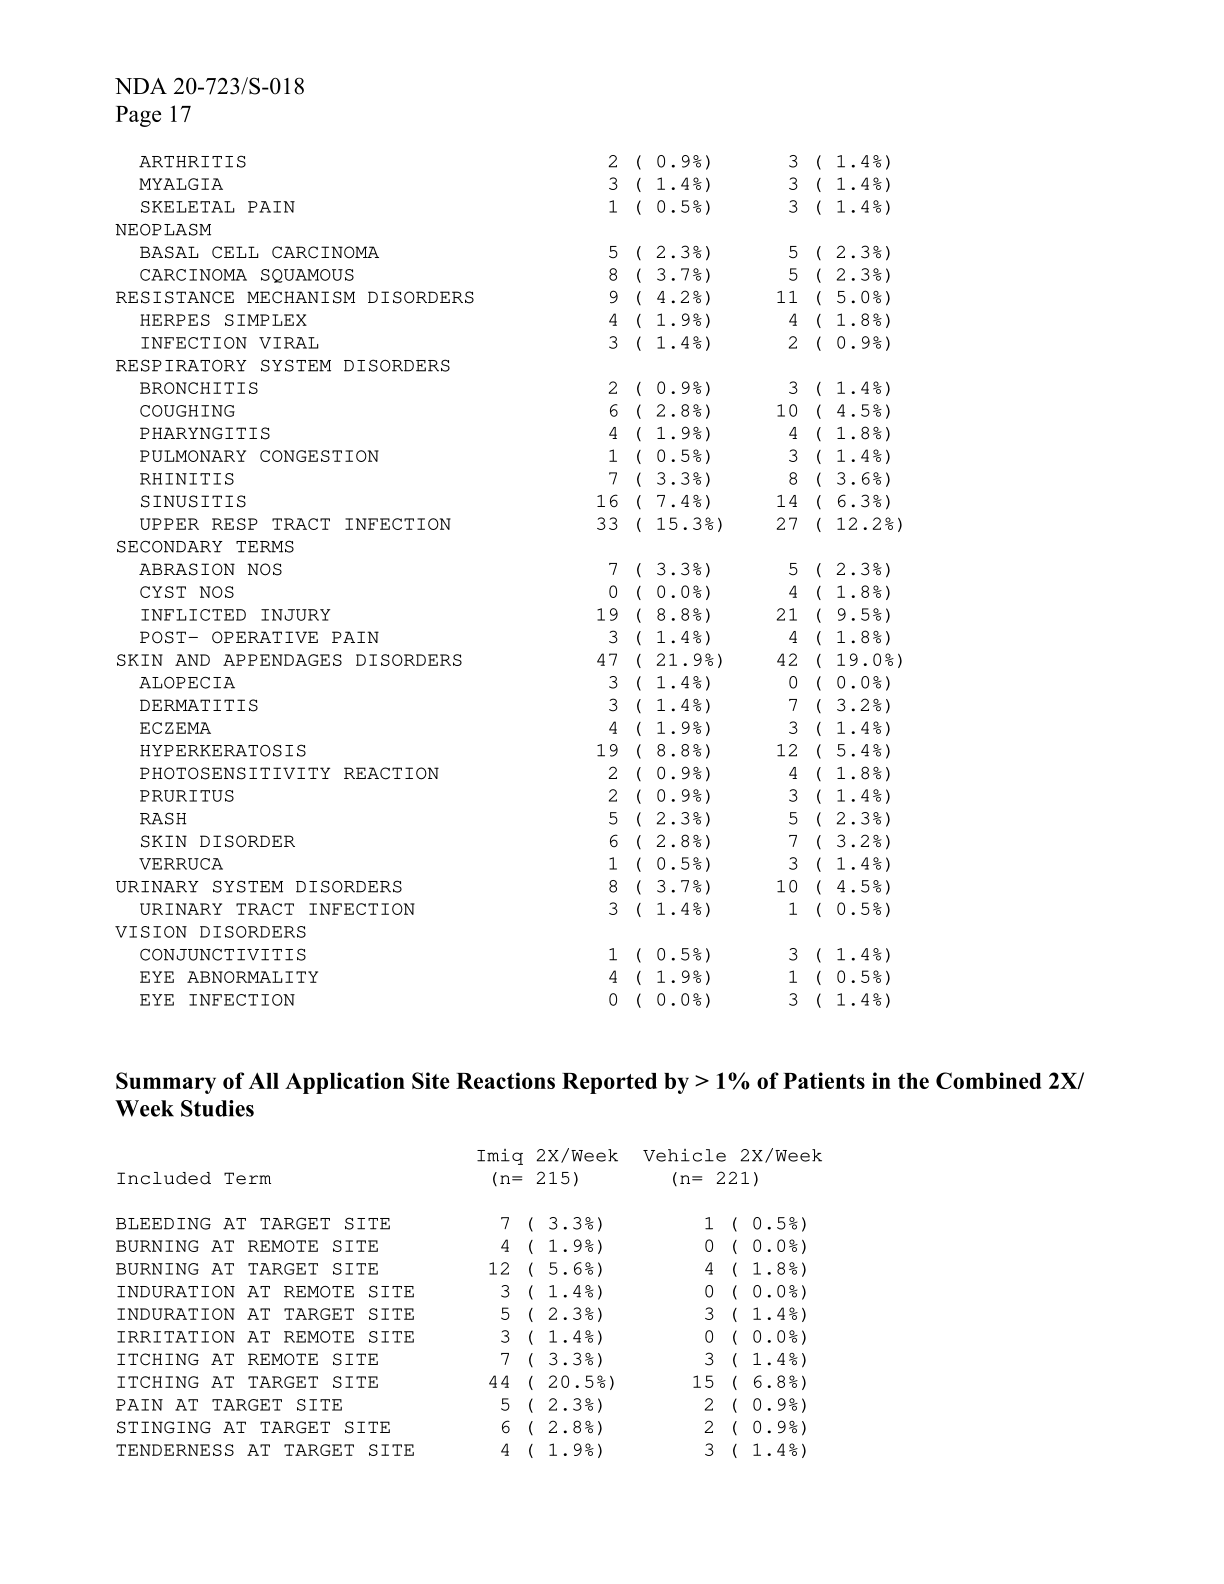 NDA 20-723/S-018
Page 17
ARTHRITIS 2 ( 0.9%) 3 ( 1.4%)
MYALGIA 3 ( 1.4%) 3 ( 1.4%)
SKELETAL PAIN 1 ( 0.5%) 3 ( 1.4%)
NEOPLASM
BASAL CELL CARCINOMA 5 ( 2.3%) 5 ( 2.3%)
CARCINOMA SQUAMOUS 8 ( 3.7%) 5 ( 2.3%)
RESISTANCE MECHANISM DISORDERS 9 ( 4.2%) 11 ( 5.0%)
HERPES SIMPLEX 4 ( 1.9%) 4 ( 1.8%)
INFECTION VIRAL 3 ( 1.4%) 2 ( 0.9%)
RESPIRATORY SYSTEM DISORDERS
BRONCHITIS 2 ( 0.9%) 3 ( 1.4%)
COUGHING 6 ( 2.8%) 10 ( 4.5%)
PHARYNGITIS 4 ( 1.9%) 4 ( 1.8%)
PULMONARY CONGESTION 1 ( 0.5%) 3 ( 1.4%)
RHINITIS 7 ( 3.3%) 8 ( 3.6%)
SINUSITIS 16 ( 7.4%) 14 ( 6.3%)
UPPER RESP TRACT INFECTION 33 ( 15.3%) 27 ( 12.2%)
SECONDARY TERMS
ABRASION NOS 7 ( 3.3%) 5 ( 2.3%)
CYST NOS 0 ( 0.0%) 4 ( 1.8%)
INFLICTED INJURY 19 ( 8.8%) 21 ( 9.5%)
POST- OPERATIVE PAIN 3 ( 1.4%) 4 ( 1.8%)
SKIN AND APPENDAGES DISORDERS 47 ( 21.9%) 42 ( 19.0%)
ALOPECIA 3 ( 1.4%) 0 ( 0.0%)
DERMATITIS 3 ( 1.4%) 7 ( 3.2%)
ECZEMA 4 ( 1.9%) 3 ( 1.4%)
HYPERKERATOSIS 19 ( 8.8%) 12 ( 5.4%)
PHOTOSENSITIVITY REACTION 2 ( 0.9%) 4 ( 1.8%)
PRURITUS 2 ( 0.9%) 3 ( 1.4%)
RASH 5 ( 2.3%) 5 ( 2.3%)
SKIN DISORDER 6 ( 2.8%) 7 ( 3.2%)
VERRUCA 1 ( 0.5%) 3 ( 1.4%)
URINARY SYSTEM DISORDERS 8 ( 3.7%) 10 ( 4.5%)
URINARY TRACT INFECTION 3 ( 1.4%) 1 ( 0.5%)
VISION DISORDERS
CONJUNCTIVITIS 1 ( 0.5%) 3 ( 1.4%)
EYE ABNORMALITY 4 ( 1.9%) 1 ( 0.5%)
EYE INFECTION 0 ( 0.0%) 3 ( 1.4%)
Summary of All Application Site Reactions Reported by > 1% of Patients in the Combined 2X/
Week Studies
Imiq 2X/Week Vehicle 2X/Week
Included Term (n= 215) (n= 221)
BLEEDING AT TARGET SITE 7 ( 3.3%) 1 ( 0.5%)
BURNING AT REMOTE SITE 4 ( 1.9%) 0 ( 0.0%)
BURNING AT TARGET SITE 12 ( 5.6%) 4 ( 1.8%)
INDURATION AT REMOTE SITE 3 ( 1.4%) 0 ( 0.0%)
INDURATION AT TARGET SITE 5 ( 2.3%) 3 ( 1.4%)
IRRITATION AT REMOTE SITE 3 ( 1.4%) 0 ( 0.0%)
ITCHING AT REMOTE SITE 7 ( 3.3%) 3 ( 1.4%)
ITCHING AT TARGET SITE 44 ( 20.5%) 15 ( 6.8%)
PAIN AT TARGET SITE 5 ( 2.3%) 2 ( 0.9%)
STINGING AT TARGET SITE 6 ( 2.8%) 2 ( 0.9%)
TENDERNESS AT TARGET SITE 4 ( 1.9%) 3 ( 1.4%)